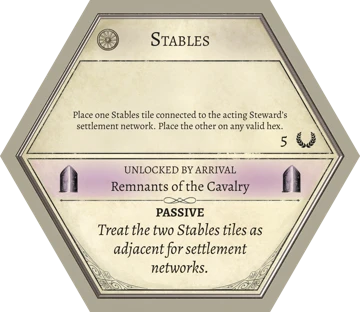 STABLES
Place one Stables tile connected to the acting Steward's
settlement network. Place the other on any valid hex.
5
UNLOCKED BY ARRIVAL
Remnants of the Cavalry
PASSIVE
Treat the two Stables tiles as
adjacent for settlement
networks.